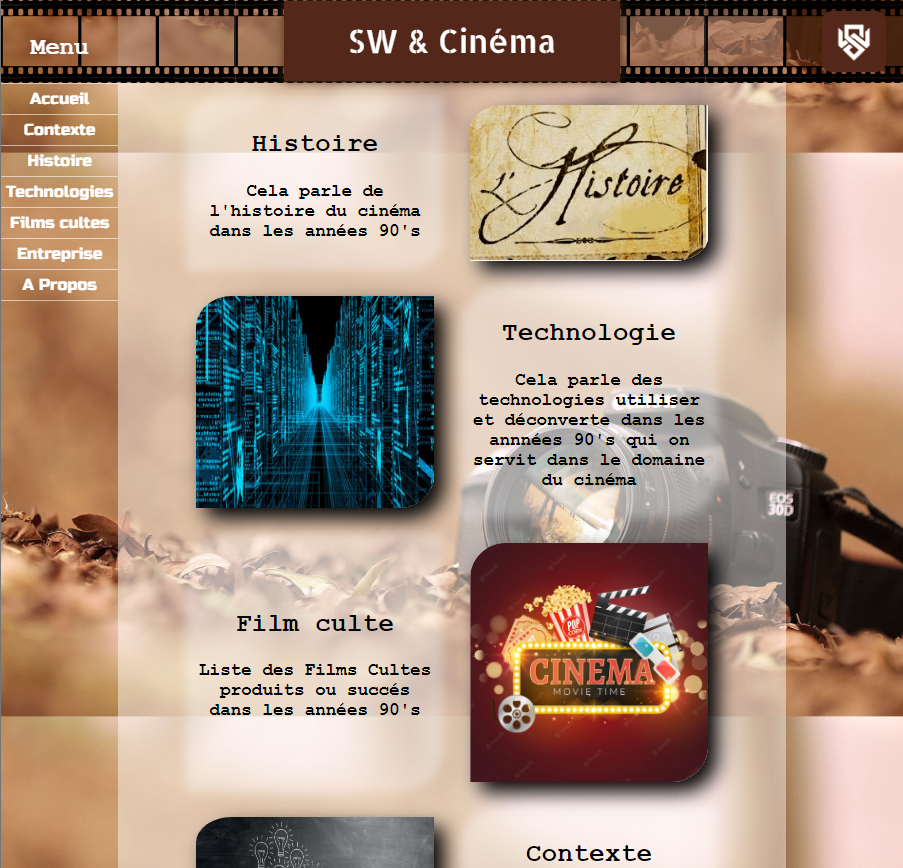 Menu
SW & Cinéma
Accueil
Contexte
Histoire
Technologies
Films cultes
Entreprise
A Propos
Histoire
Cela parle de
l'histoire du cinéma
dans les années 90's
L'Histoire
Technologie
Cela parle des
technologies utiliser
et déconverte dans les
annnées 90's qui on
servit dans le domaine
du cinéma
EOS
30D
Film culte
Liste des Films Cultes
produits ou succés
dans les années 90's
POP
CORN
CINEMA
MOVIE TIME
Contexte